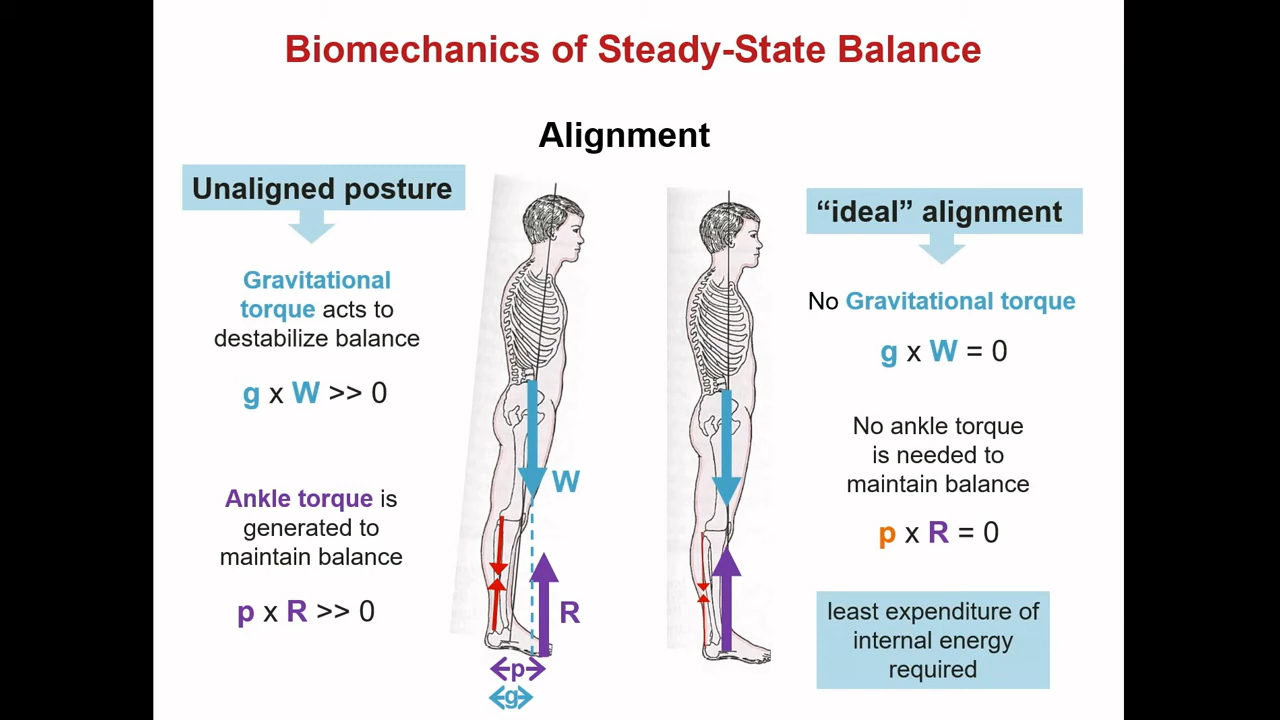 Biomechanics of Steady-State Balance
Alignment
Unaligned posture
Gravitational
torque acts to
destabilize balance
g x W >> 0
Ankle torque is
generated to
maintain balance
p x R >> 0
W
R
p
g
“ideal” alignment
No Gravitational torque
g x W = 0
No ankle torque
is needed to
maintain balance
p x R = 0
least expenditure of
internal energy
required